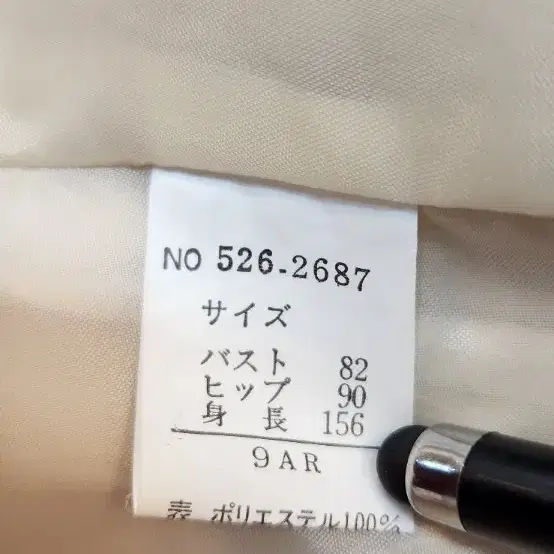 NO 526-2687
サイズ
バスト 82
ヒップ 90
身長 156
9AR
表 ポリエステル100%